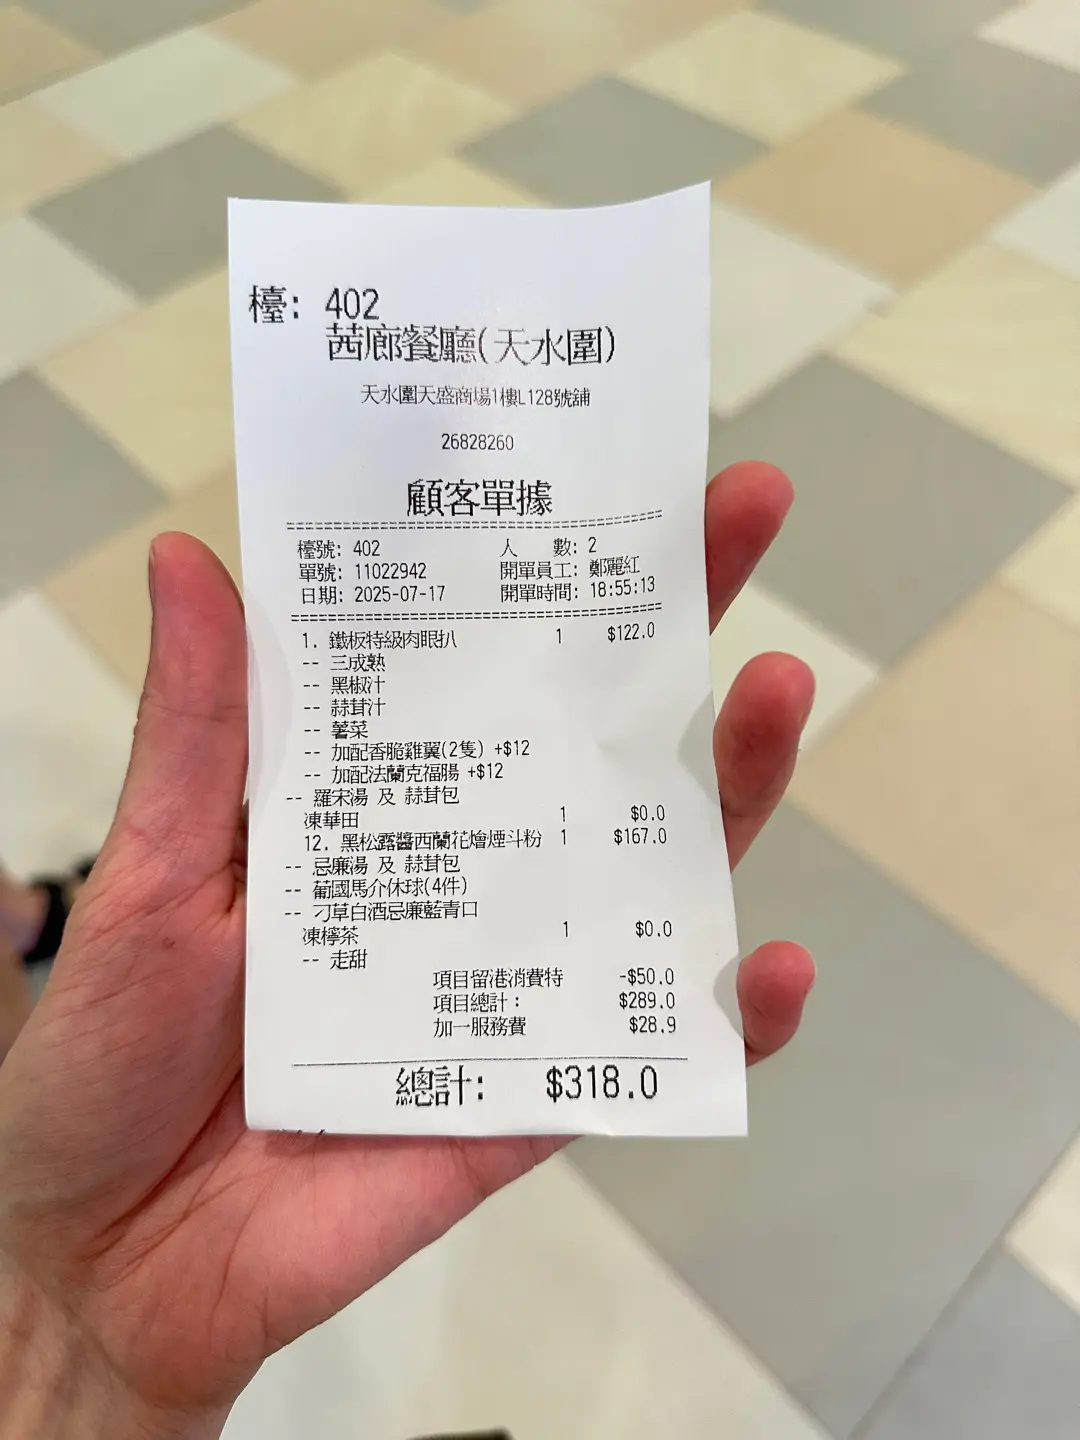 檯: 402
茜廊餐廳(天水圍)
天水圍天盛商場1樓L128號舖
26828260
顧客單據
檯號: 402 人 數: 2
單號: 11022942 開單員工: 鄭麗紅
日期: 2025-07-17 開單時間: 18:55:13
1. 鐵板特級肉眼扒 1 $122.0
-- 三成熟
-- 黑椒汁
-- 蒜茸汁
-- 薯菜
-- 加配香脆雞翼(2隻) +$12
-- 加配法蘭克福腸 +$12
-- 羅宋湯 及 蒜茸包
凍華田 1 $0.0
12. 黑松露醬西蘭花燴煙斗粉 1 $167.0
-- 忌廉湯 及 蒜茸包
-- 葡國馬介休球(4件)
-- 刁草白酒忌廉藍青口
凍檸茶 1 $0.0
-- 走甜
項目留港消費特 -$50.0
項目總計: $289.0
加一服務費 $28.9
總計: $318.0